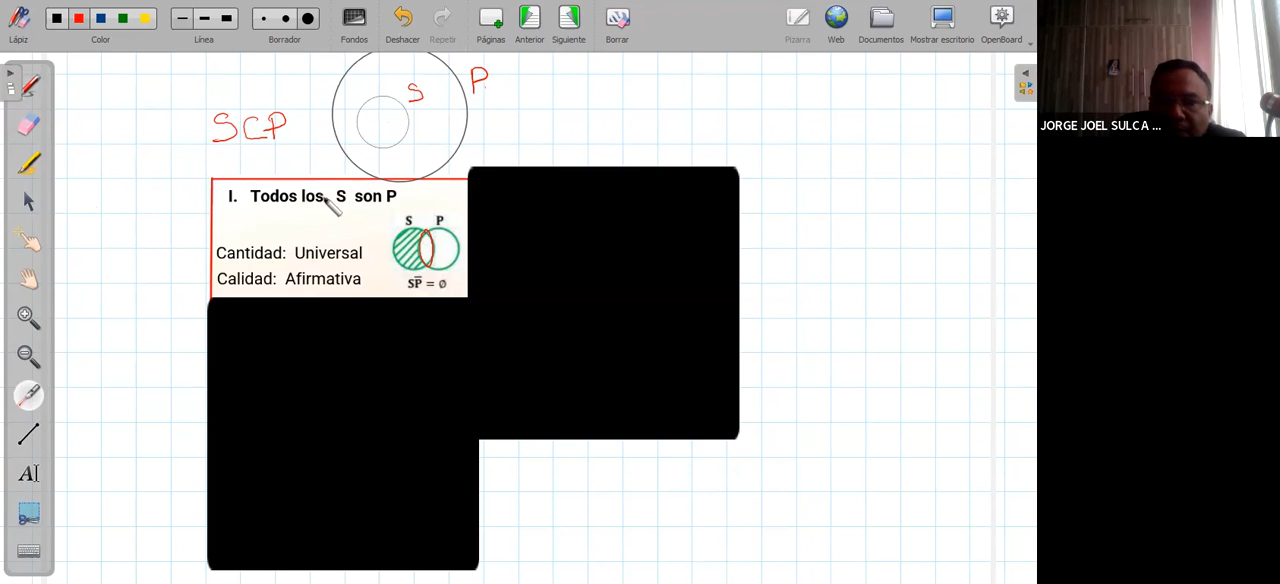 Lápiz
Color
Línea
Borrador
Fondos
Deshacer
Repetir
Páginas
Anterior
Siguiente
Borrar
Pizarra
Web
Documentos
Mostrar escritorio
OpenBoard
JORGE JOEL SULCA ...
S
P
S⊂P
I. Todos los S son P
S P
Cantidad: Universal
Calidad: Afirmativa
SP̅ = ∅
A